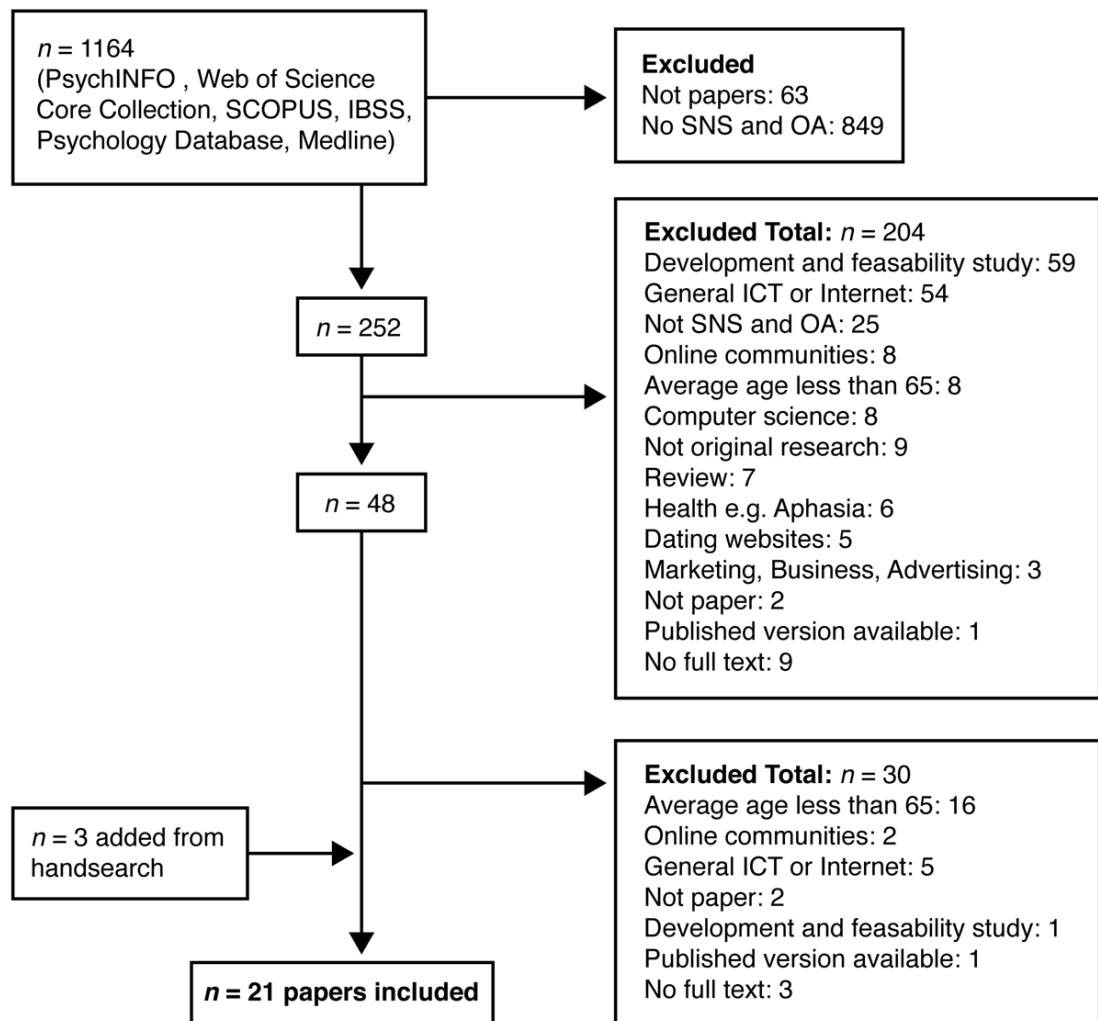 n = 1164
(PsychINFO , Web of Science
Core Collection, SCOPUS, IBSS,
Psychology Database, Medline)
Excluded
Not papers: 63
No SNS and OA: 849
n = 252
Excluded Total: n = 204
Development and feasability study: 59
General ICT or Internet: 54
Not SNS and OA: 25
Online communities: 8
Average age less than 65: 8
Computer science: 8
Not original research: 9
Review: 7
Health e.g. Aphasia: 6
Dating websites: 5
Marketing, Business, Advertising: 3
Not paper: 2
Published version available: 1
No full text: 9
n = 48
Excluded Total: n = 30
Average age less than 65: 16
Online communities: 2
General ICT or Internet: 5
Not paper: 2
Development and feasability study: 1
Published version available: 1
No full text: 3
n = 3 added from
handsearch
n = 21 papers included